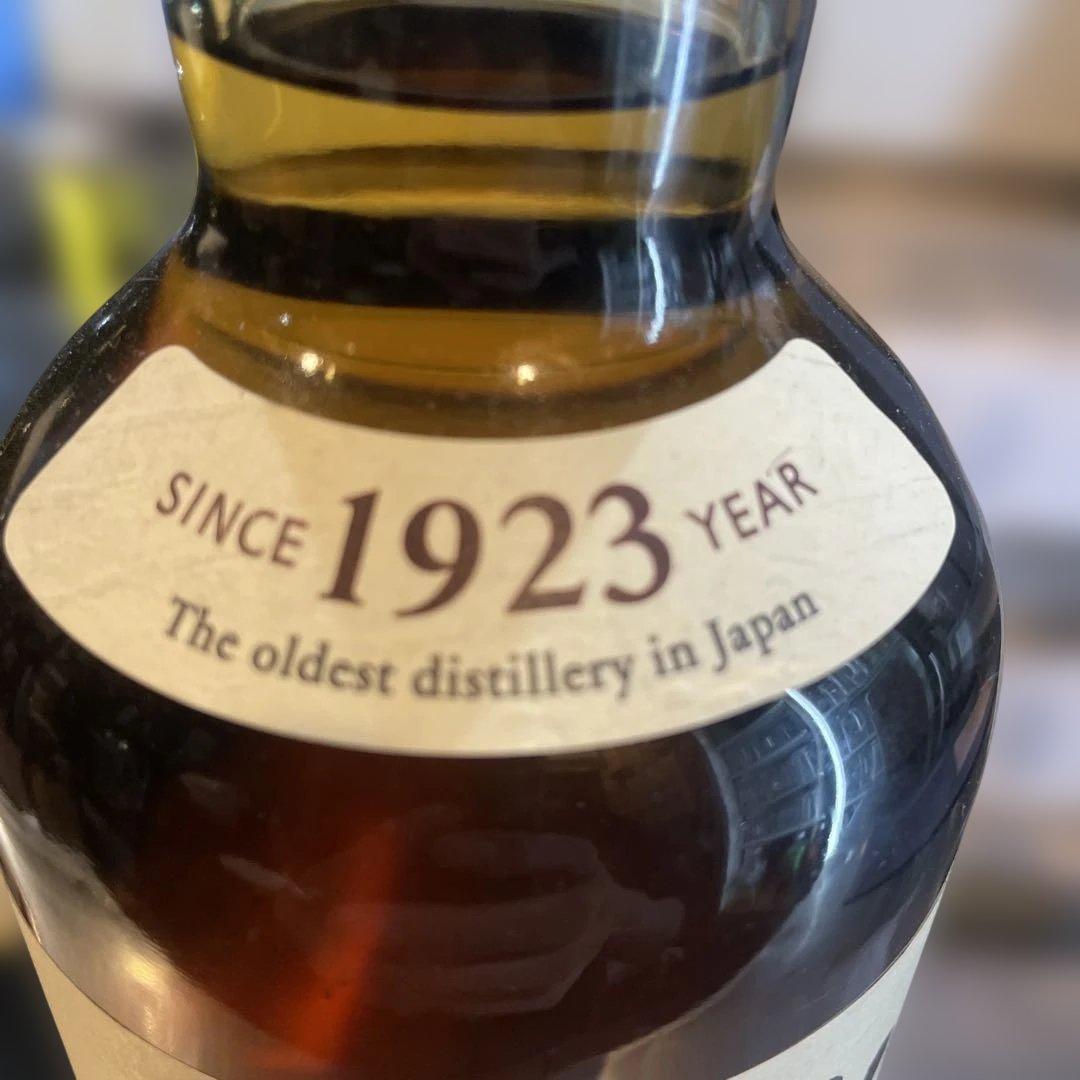 SINCE 1923 YEAR
The oldest distillery in Japan